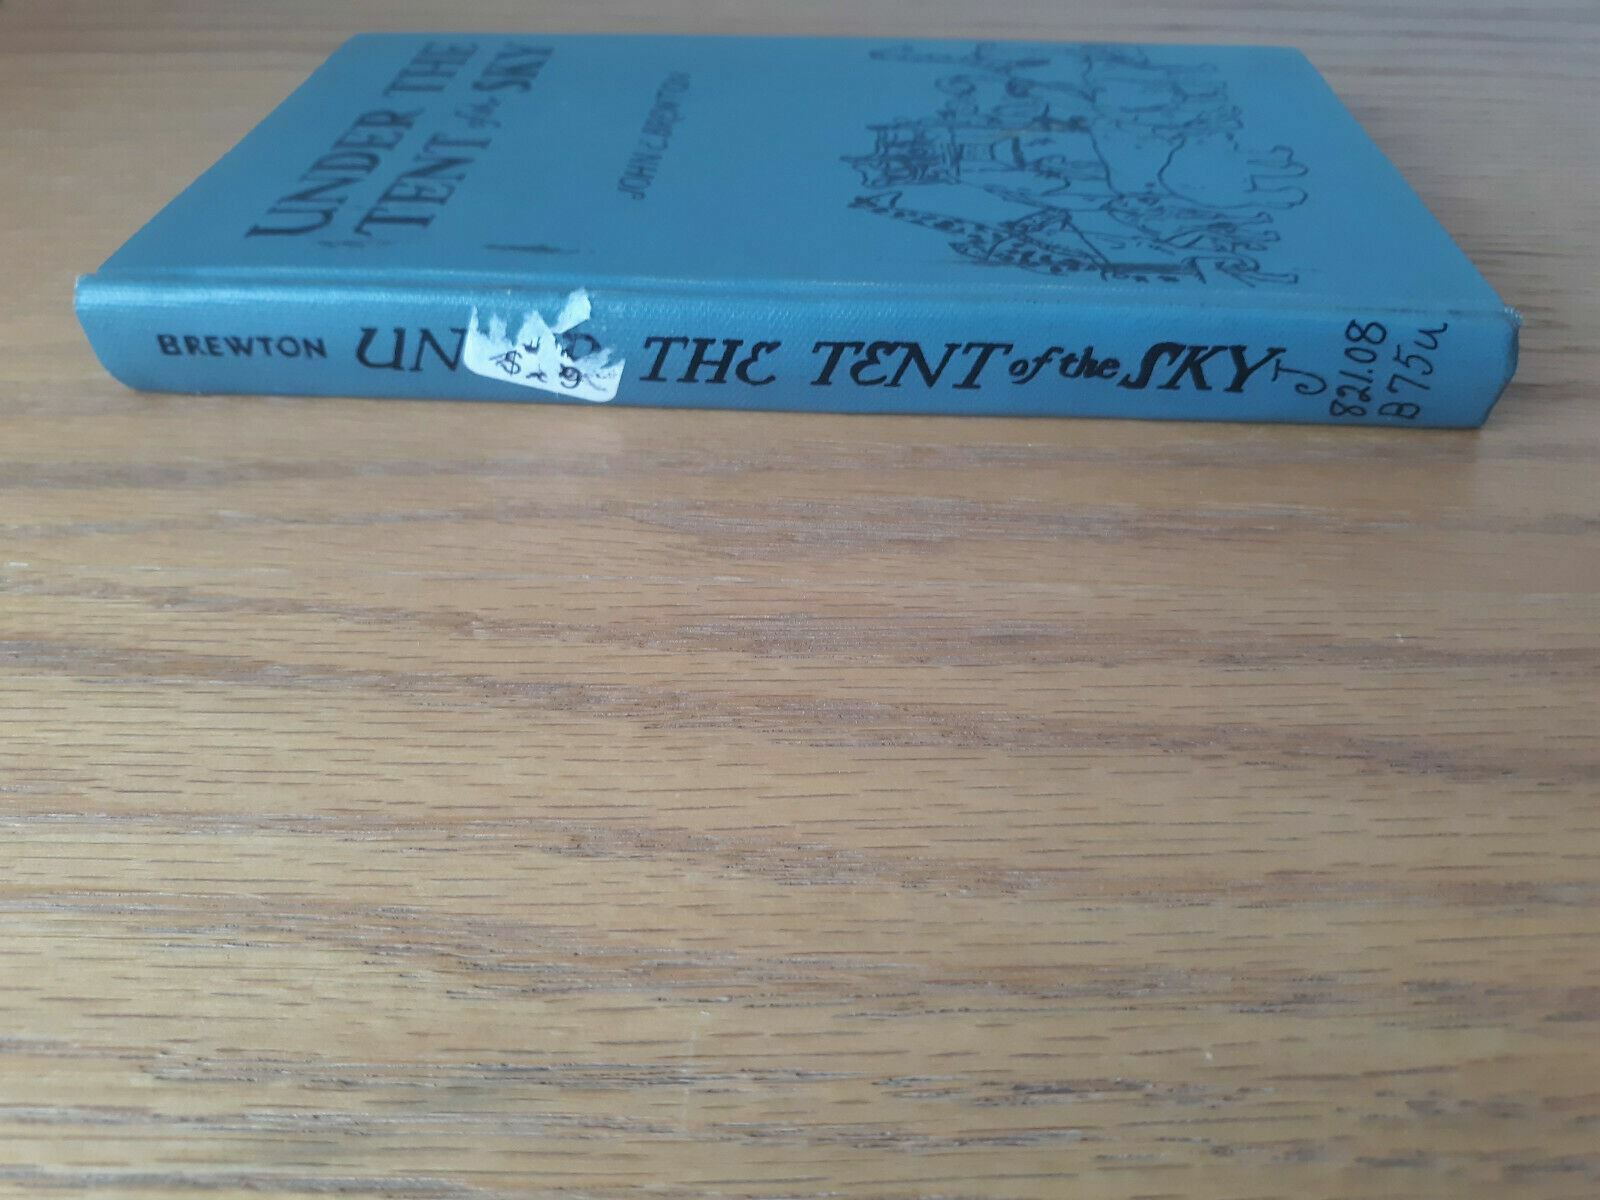 UNDER THE
TENT of the SKY
JOHN E. BREWTON
BREWTON UN R THE TENT of the SKY
J
821.08
B75u